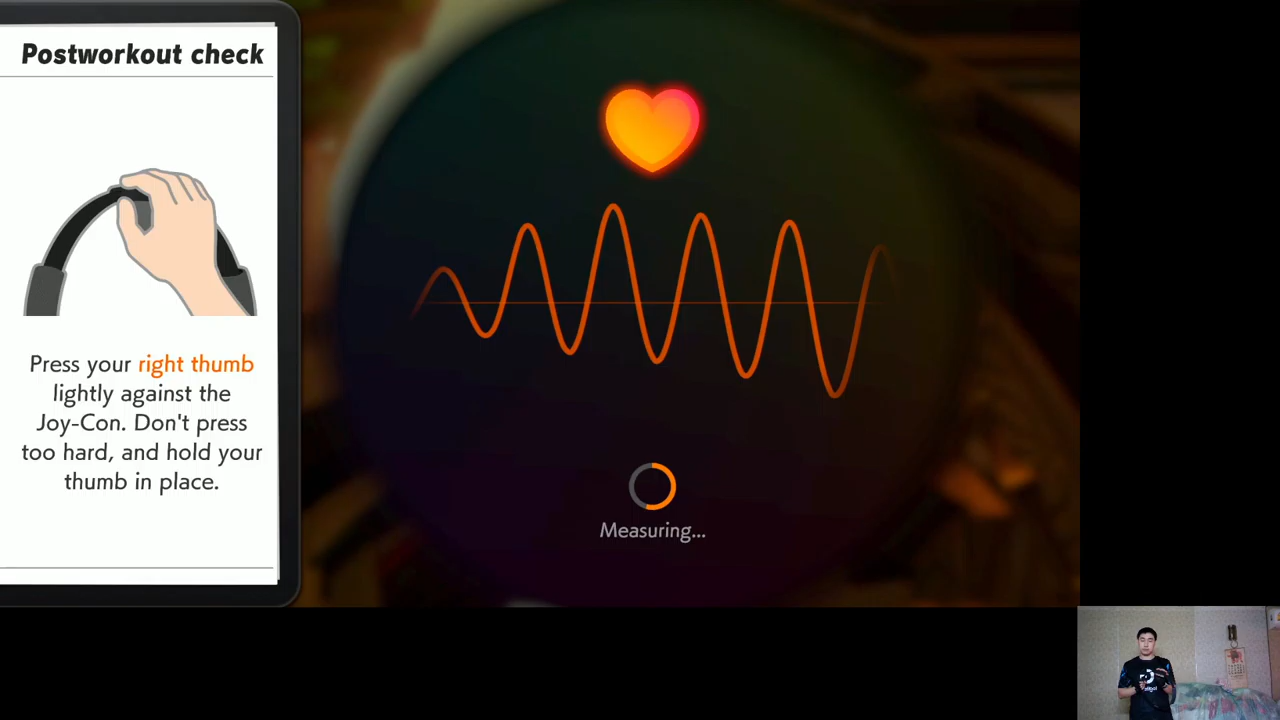 Postworkout check
Press your right thumb
lightly against the
Joy-Con. Don't press
too hard, and hold your
thumb in place.
Measuring...